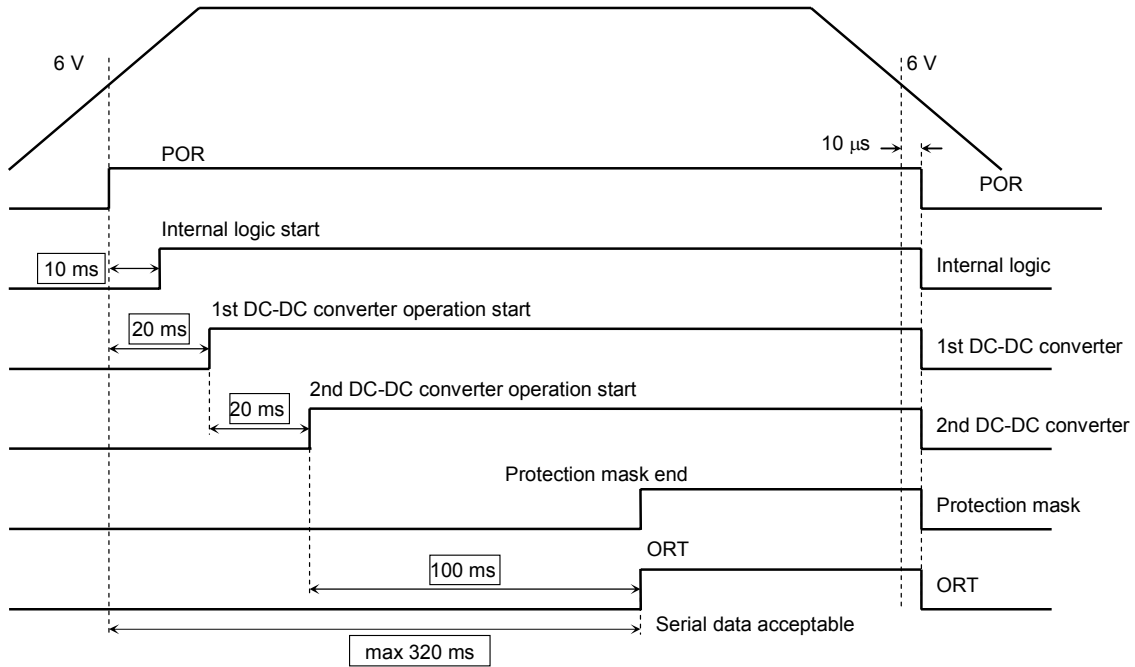 6 V
6 V
10 μs
POR
POR
Internal logic start
10 ms
Internal logic
1st DC-DC converter operation start
20 ms
1st DC-DC converter
2nd DC-DC converter operation start
20 ms
2nd DC-DC converter
Protection mask end
Protection mask
ORT
100 ms
ORT
Serial data acceptable
max 320 ms